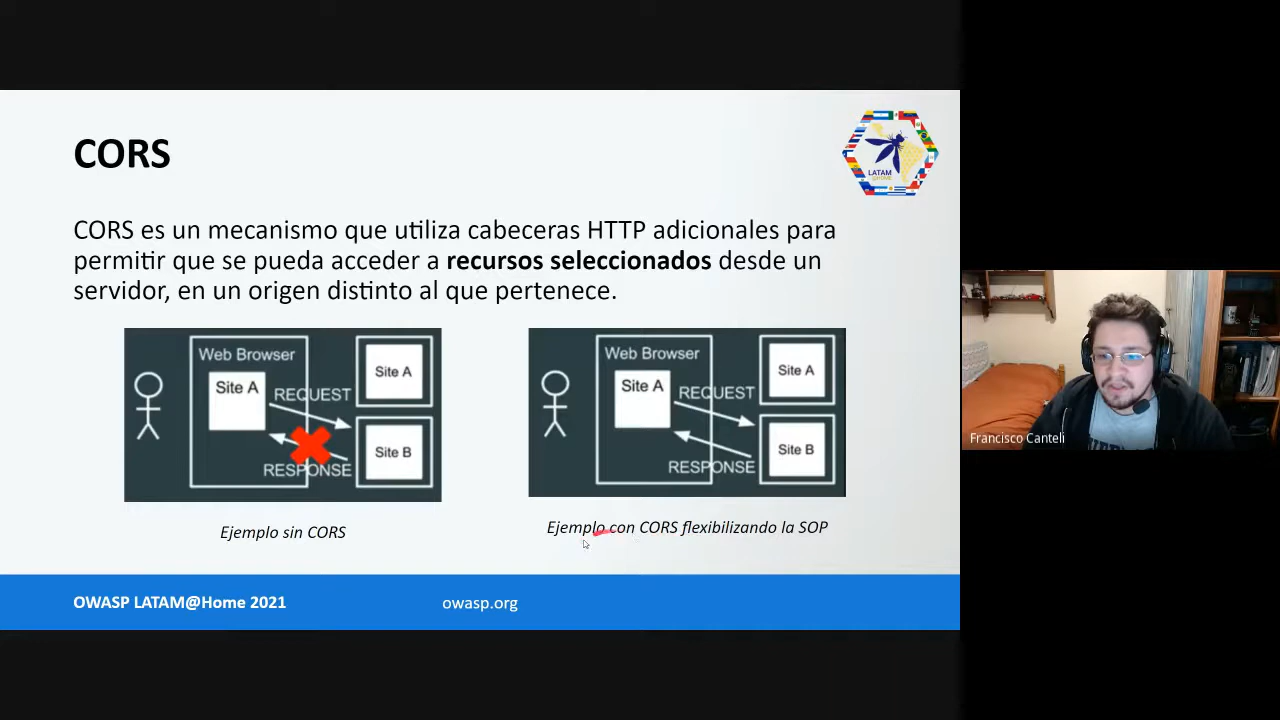 CORS
LATAM
@HOME
CORS es un mecanismo que utiliza cabeceras HTTP adicionales para
permitir que se pueda acceder a recursos seleccionados desde un
servidor, en un origen distinto al que pertenece.
Web Browser
Site A
REQUEST
RESPONSE
Site A
Site B
Ejemplo sin CORS
Web Browser
Site A
REQUEST
RESPONSE
Site A
Site B
Ejemplo con CORS flexibilizando la SOP
OWASP LATAM@Home 2021
owasp.org
Francisco Canteli